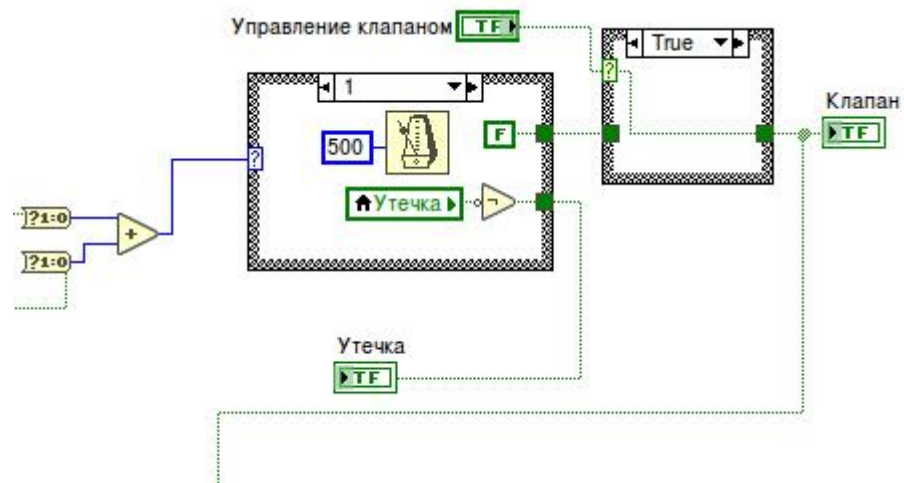 Управление клапаном TF
True
1
Клапан
TF
500
F
Утечка
?1:0
+
?1:0
Утечка
TF